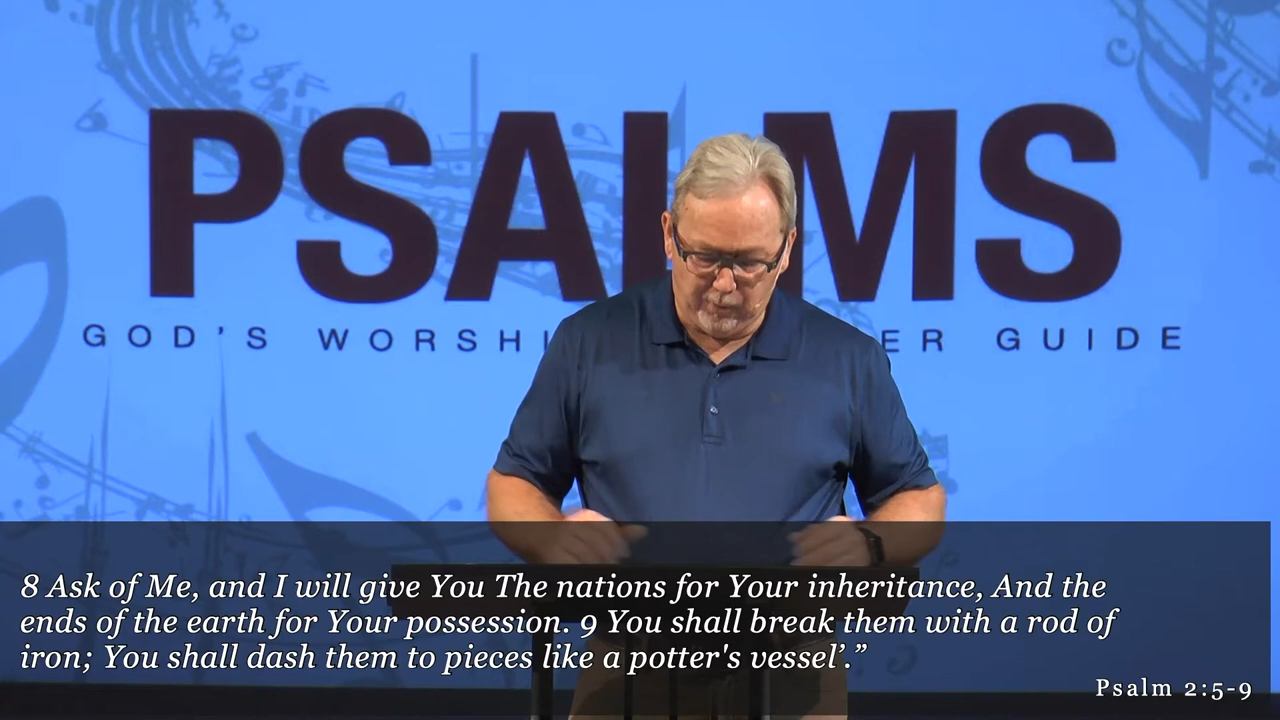 PSALMS
GOD'S WORSHI ER GUIDE
8 Ask of Me, and I will give You The nations for Your inheritance, And the
ends of the earth for Your possession. 9 You shall break them with a rod of
iron; You shall dash them to pieces like a potter's vessel’.”
Psalm 2:5-9